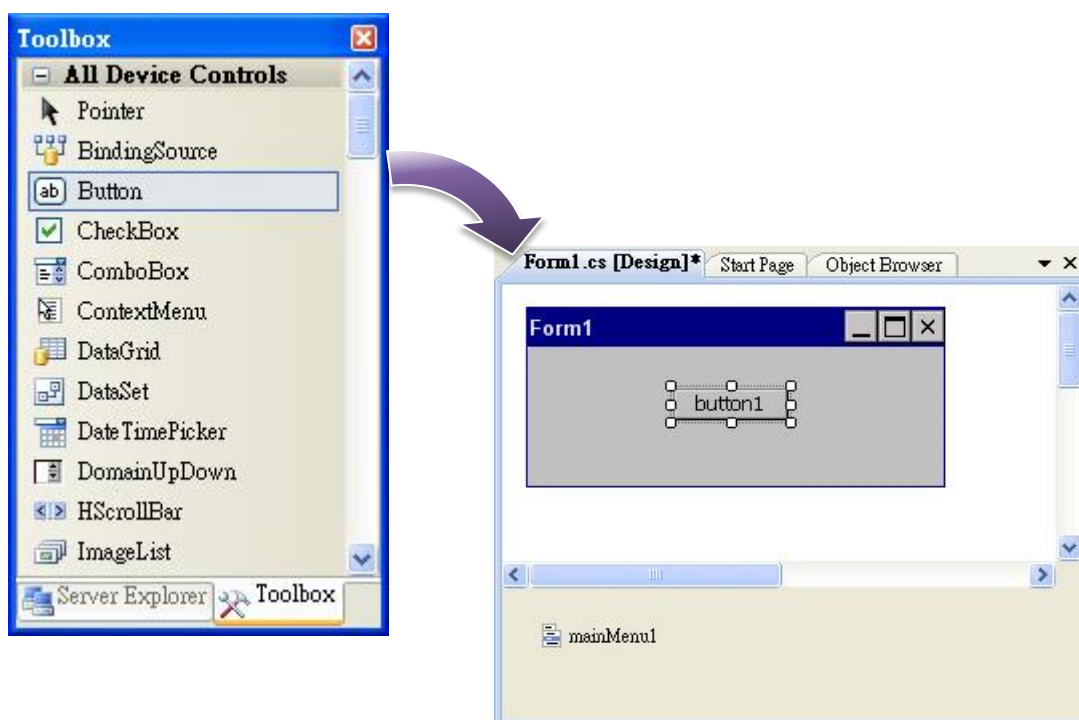 Toolbox
All Device Controls
Pointer
BindingSource
ab Button
CheckBox
ComboBox
ContextMenu
DataGrid
DataSet
DateTimePicker
DomainUpDown
HScrollBar
ImageList
Server Explorer Toolbox
Form1.cs [Design]* Start Page Object Browser
Form1
button1
mainMenu1